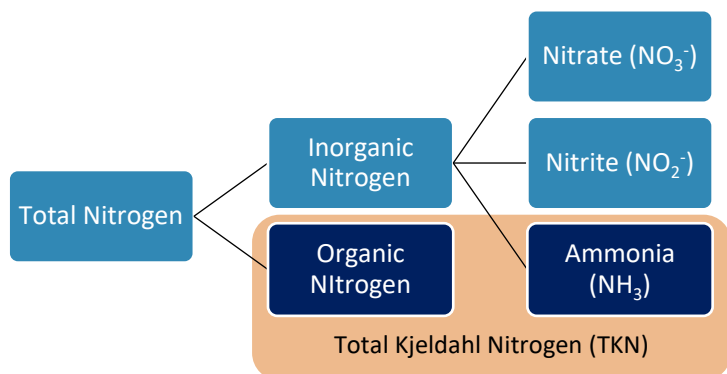 Nitrate (NO₃⁻)
Inorganic
Nitrogen
Nitrite (NO₂⁻)
Total Nitrogen
Organic
NItrogen
Ammonia
(NH₃)
Total Kjeldahl Nitrogen (TKN)